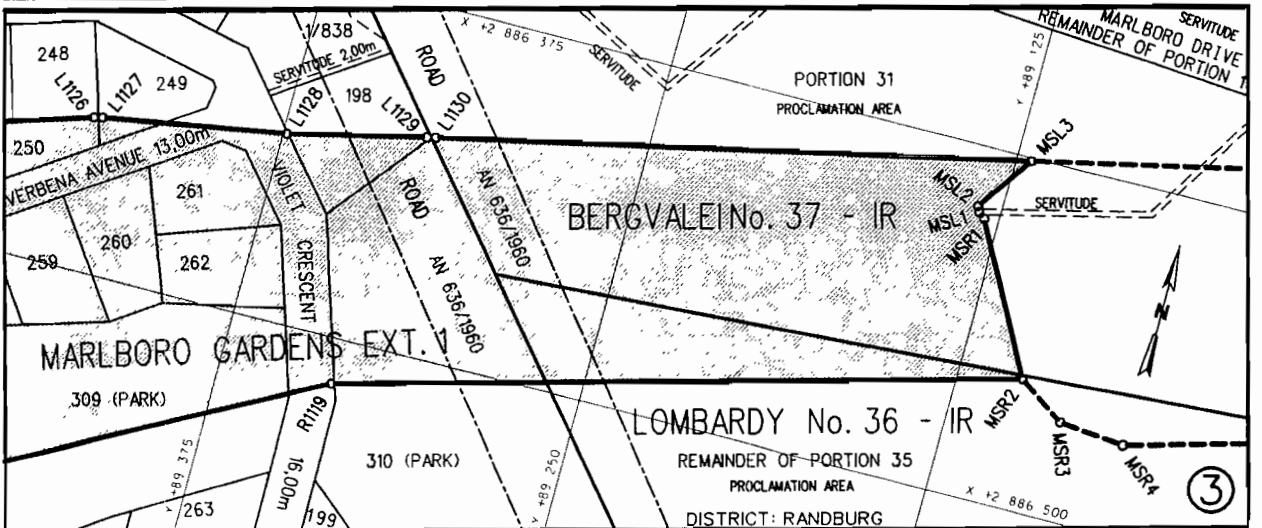 X +2 886 375
Y +89 125
MARLBORO DRIVE
SERVITUDE
REMAINDER OF PORTION 1
248
L1126
L1127
249
1/838
SERVITUDE 2,00m
ROAD
SERVITUDE
PORTION 31
PROCLAMATION AREA
198
L1128
L1129
L1130
MSL3
250
VERBENA AVENUE 13,00m
261
VIOLET
CRESCENT
ROAD
AN 636/1960
BERGVALEI No. 37 - IR
MSL2
MSL1
MSR1
SERVITUDE
259
260
262
AN 636/1960
N
MARLBORO GARDENS EXT. 1
309 (PARK)
R1119
MSR2
LOMBARDY No. 36 - IR
MSR3
MSR4
310 (PARK)
REMAINDER OF PORTION 35
PROCLAMATION AREA
Y +89 375
16,00m
Y +89 250
X +2 886 500
263
199
DISTRICT: RANDBURG
3